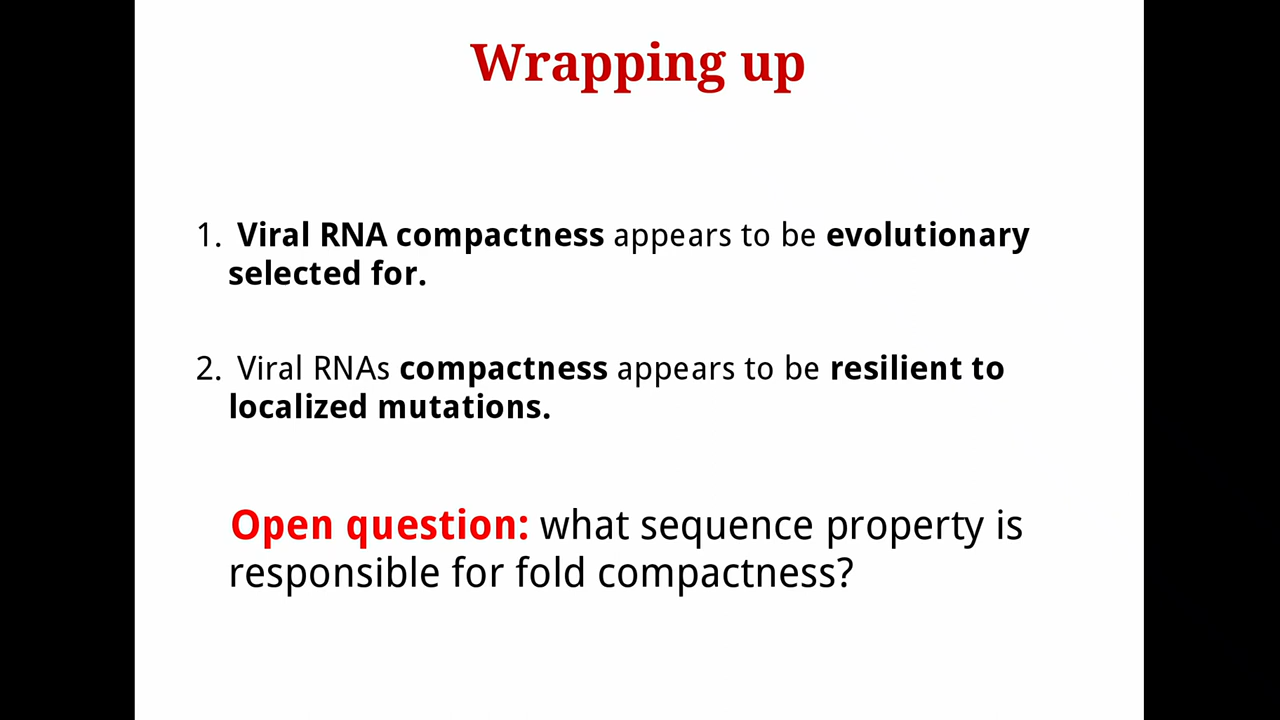 Wrapping up
1. Viral RNA compactness appears to be evolutionary
selected for.
2. Viral RNAs compactness appears to be resilient to
localized mutations.
Open question: what sequence property is
responsible for fold compactness?